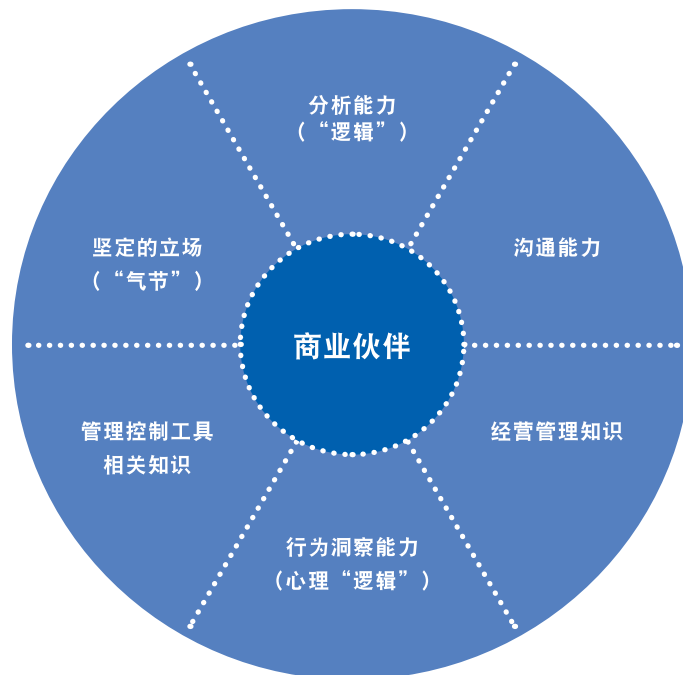 分析能力
（“逻辑”）
沟通能力
经营管理知识
行为洞察能力
（心理“逻辑”）
管理控制工具
相关知识
坚定的立场
（“气节”）
商业伙伴